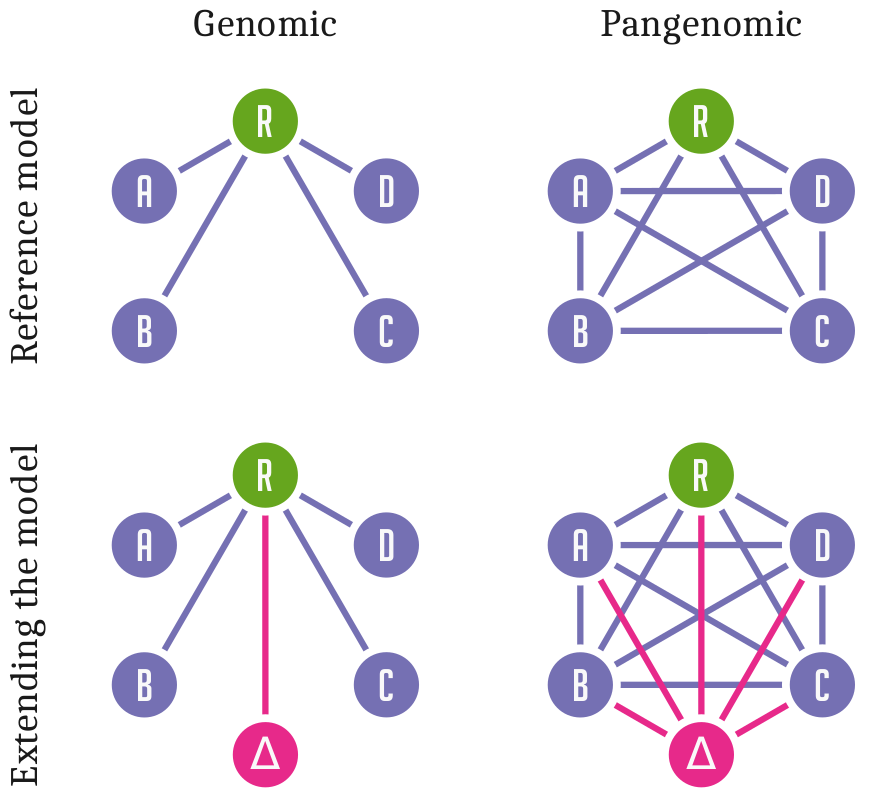 Genomic
Pangenomic
Reference model
R
A
D
B
C
R
A
D
B
C
Extending the model
R
A
D
B
C
Δ
R
A
D
B
C
Δ